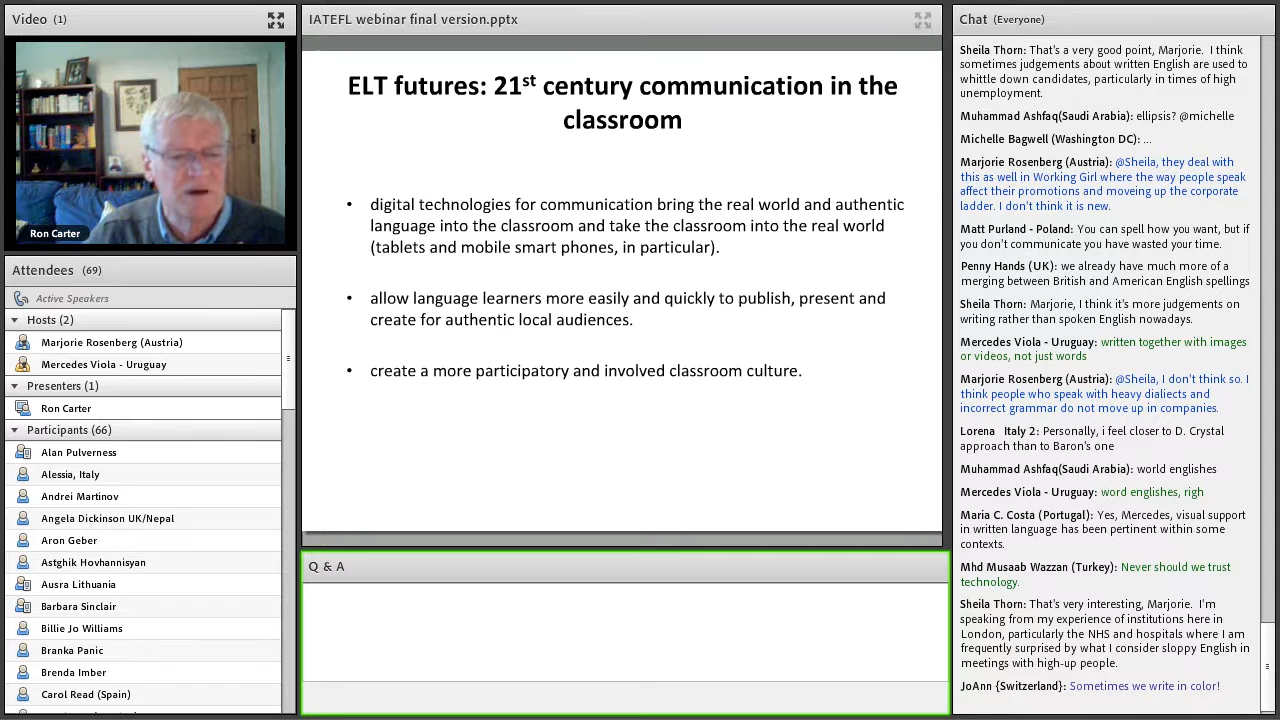 Video (1)
Ron Carter
Attendees (69)
Active Speakers
Hosts (2)
Marjorie Rosenberg (Austria)
Mercedes Viola - Uruguay
Presenters (1)
Ron Carter
Participants (66)
Alan Pulverness
Alessia, Italy
Andrei Martinov
Angela Dickinson UK/Nepal
Aron Geber
Astghik Hovhannisyan
Ausra Lithuania
Barbara Sinclair
Billie Jo Williams
Branka Panic
Brenda Imber
Carol Read (Spain)
IATEFL webinar final version.pptx
ELT futures: 21st century communication in the
classroom
• digital technologies for communication bring the real world and authentic
language into the classroom and take the classroom into the real world
(tablets and mobile smart phones, in particular).
• allow language learners more easily and quickly to publish, present and
create for authentic local audiences.
• create a more participatory and involved classroom culture.
Q & A
Chat (Everyone)
Sheila Thorn: That's a very good point, Marjorie. I think
sometimes judgements about written English are used to
whittle down candidates, particularly in times of high
unemployment.
Muhammad Ashfaq(Saudi Arabia): ellipsis? @michelle
Michelle Bagwell (Washington DC): ...
Marjorie Rosenberg (Austria): @Sheila, they deal with
this as well in Working Girl where the way people speak
affect their promotions and moveing up the corporate
ladder. I don't think it is new.
Matt Purland - Poland: You can spell how you want, but if
you don't communicate you have wasted your time.
Penny Hands (UK): we already have much more of a
merging between British and American English spellings
Sheila Thorn: Marjorie, I think it's more judgements on
writing rather than spoken English nowadays.
Mercedes Viola - Uruguay: written together with images
or videos, not just words
Marjorie Rosenberg (Austria): @Sheila, I don't think so. I
think people who speak with heavy dialiects and
incorrect grammar do not move up in companies.
Lorena Italy 2: Personally, i feel closer to D. Crystal
approach than to Baron's one
Muhammad Ashfaq(Saudi Arabia): world englishes
Mercedes Viola - Uruguay: word englishes, righ
Maria C. Costa (Portugal): Yes, Mercedes, visual support
in written language has been pertinent within some
contexts.
Mhd Musaab Wazzan (Turkey): Never should we trust
technology.
Sheila Thorn: That's very interesting, Marjorie. I'm
speaking from my experience of institutions here in
London, particularly the NHS and hospitals where I am
frequently surprised by what I consider sloppy English in
meetings with high-up people.
JoAnn {Switzerland}: Sometimes we write in color!